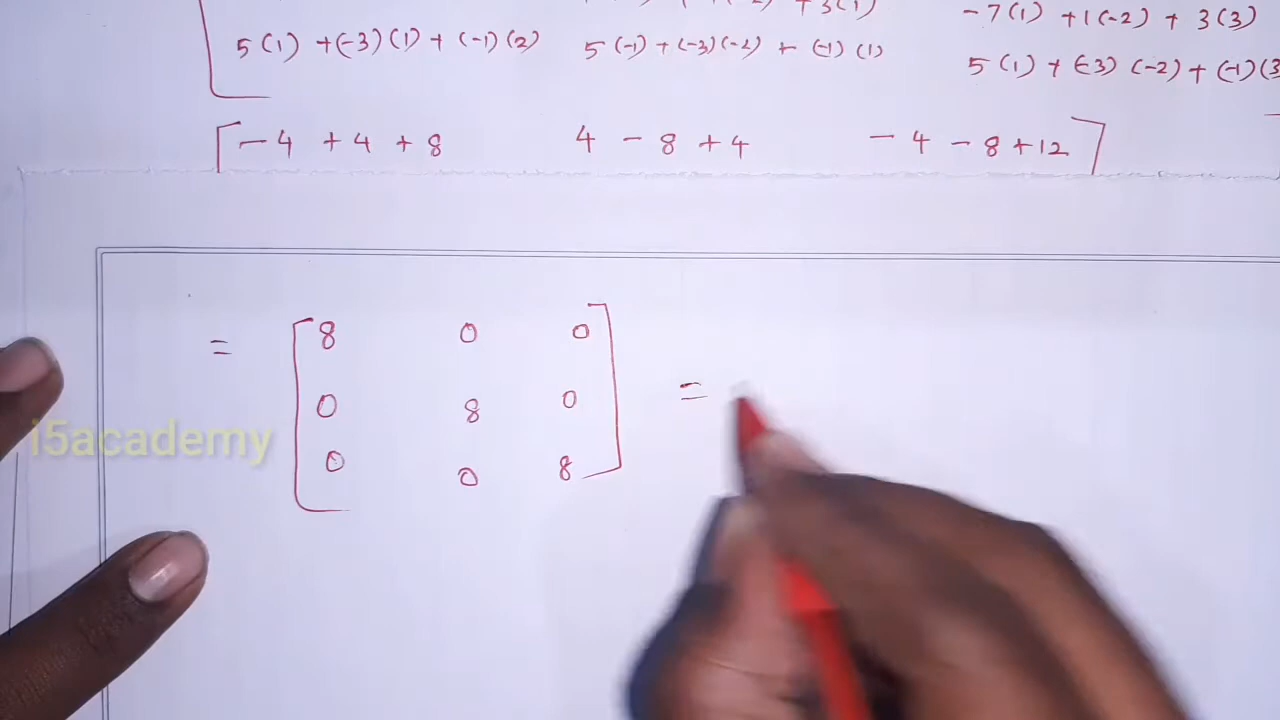 +3(1)
-7(1) +1(-2) + 3(3)
5(1) +(-3)(1)+(-1)(2) 5(-1)+(-3)(-2) + (-1)(1)
5(1) + (-3)(-2)+(-1)(3
-4 +4 +8 4 -8 +4 -4 -8 +12
= 8 0 0
0 8 0 =
i5academy
0 0 8